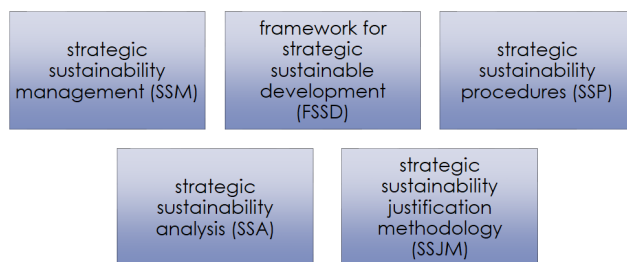 strategic
sustainability
management (SSM)
framework for
strategic
sustainable
development
(FSSD)
strategic
sustainability
procedures (SSP)
strategic
sustainability
analysis (SSA)
strategic
sustainability
justification
methodology
(SSJM)